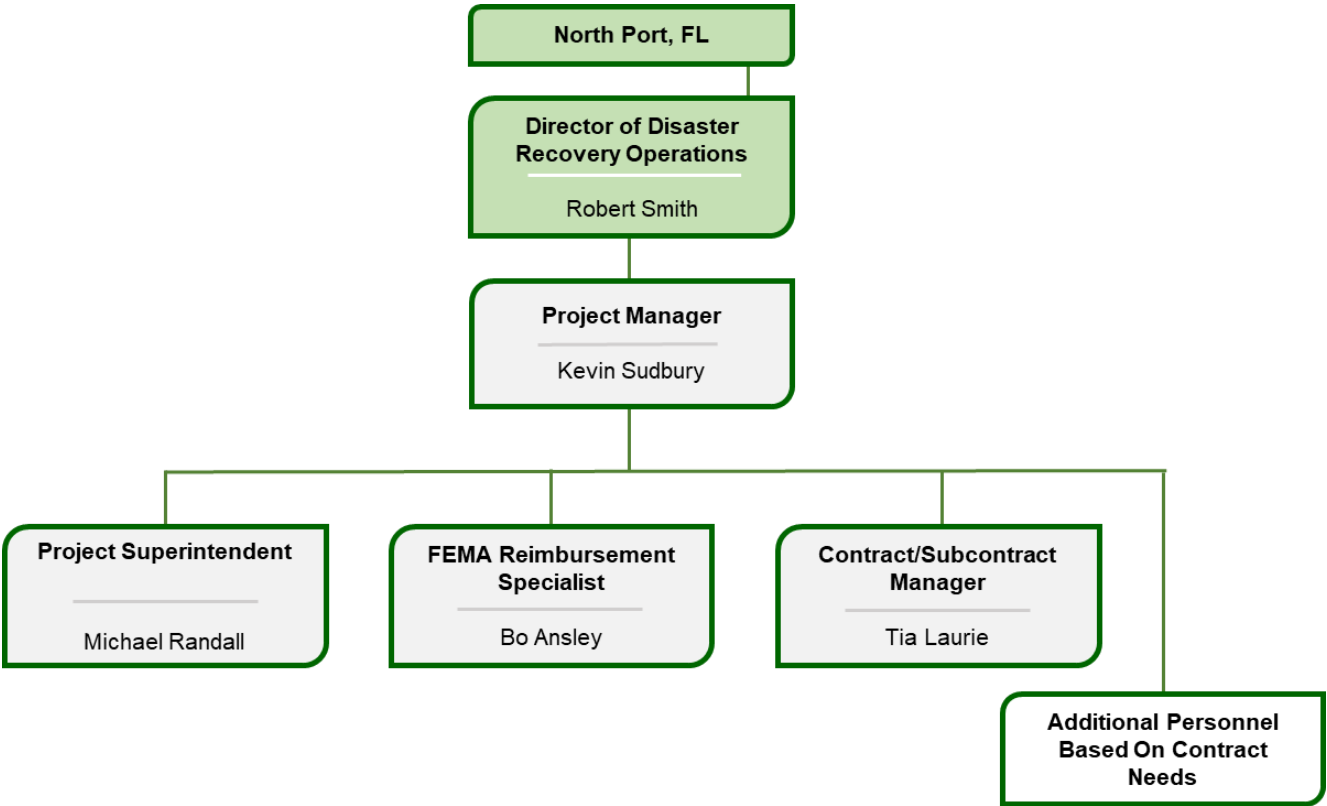 North Port, FL
Director of Disaster
Recovery Operations
Robert Smith
Project Manager
Kevin Sudbury
Project Superintendent
Michael Randall
FEMA Reimbursement
Specialist
Bo Ansley
Contract/Subcontract
Manager
Tia Laurie
Additional Personnel
Based On Contract
Needs